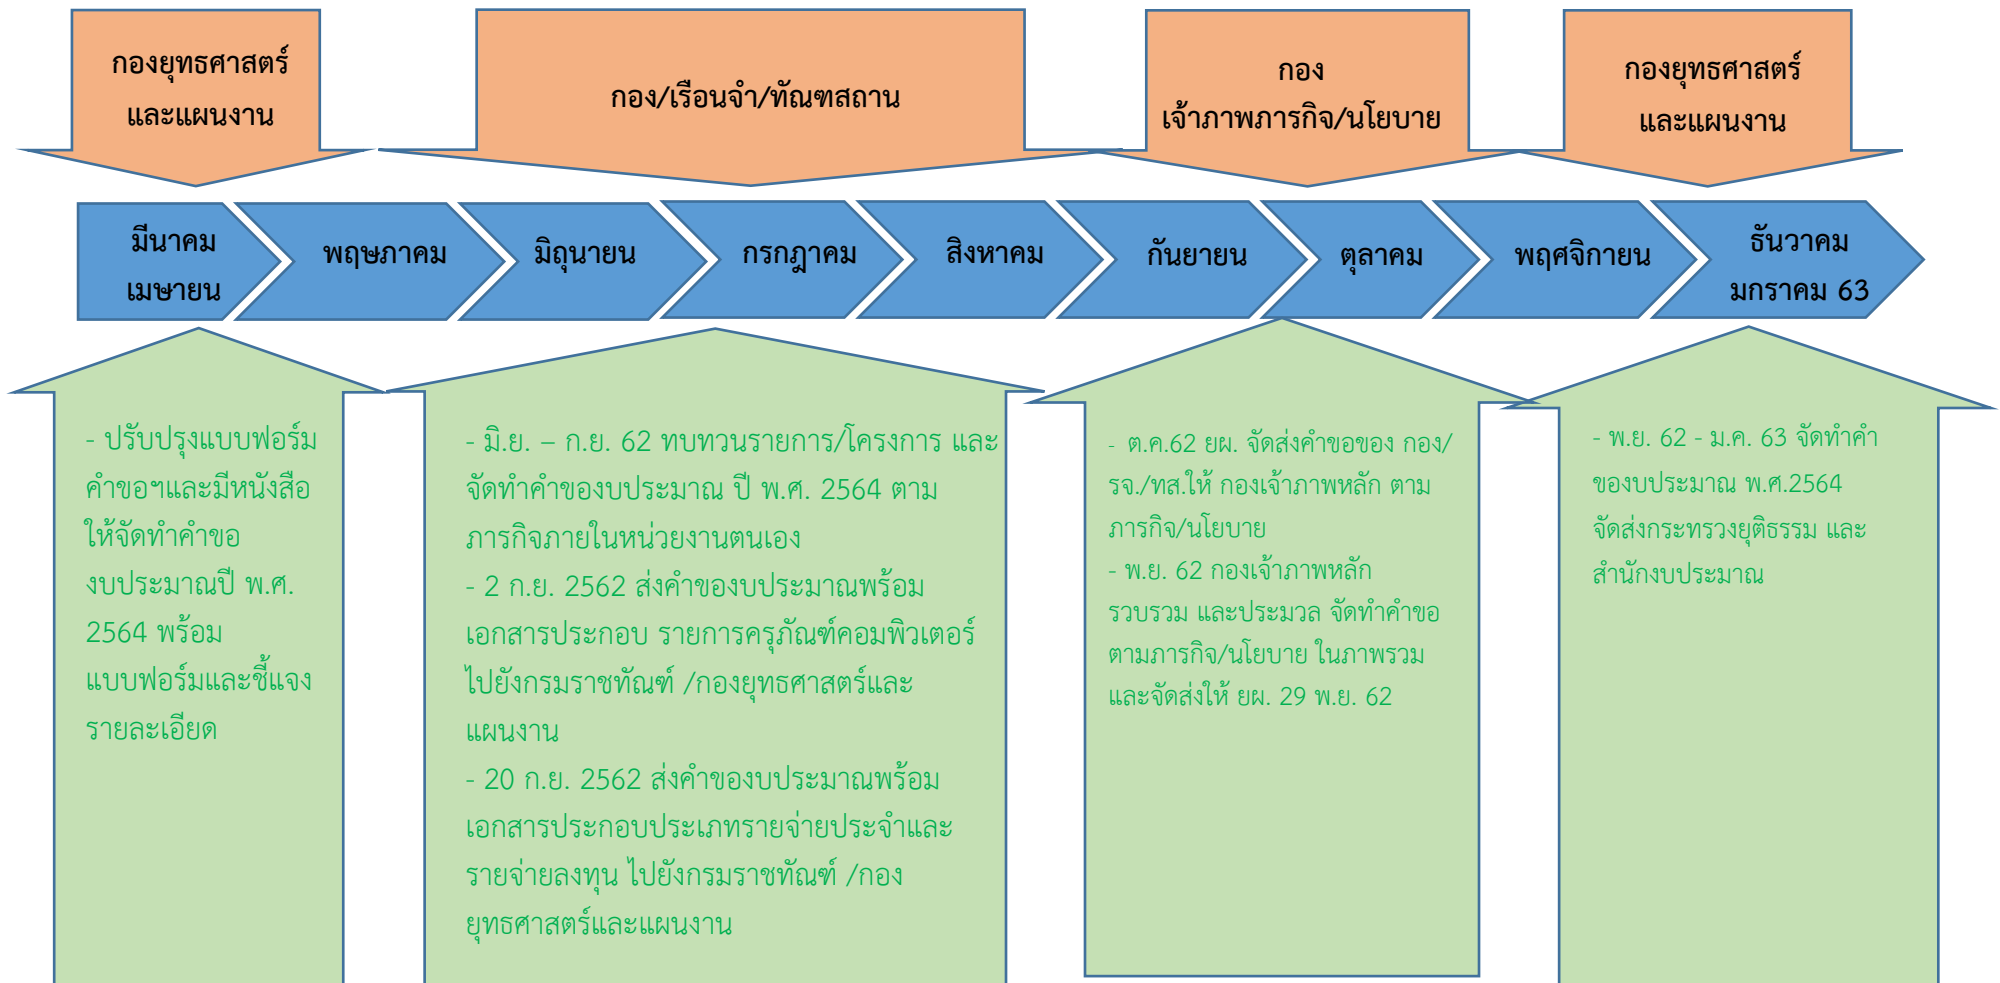 กองยุทธศาสตร์
และแผนงาน
กอง/เรือนจำ/ทัณฑสถาน
กอง
เจ้าภาพภารกิจ/นโยบาย
กองยุทธศาสตร์
และแผนงาน
มีนาคม
เมษายน
พฤษภาคม
มิถุนายน
กรกฎาคม
สิงหาคม
กันยายน
ตุลาคม
พฤศจิกายน
ธันวาคม
มกราคม 63
- ปรับปรุงแบบฟอร์ม
คำขอฯและมีหนังสือ
ให้จัดทำคำขอ
งบประมาณปี พ.ศ.
2564 พร้อม
แบบฟอร์มและชี้แจง
รายละเอียด
- มิ.ย. – ก.ย. 62 ทบทวนรายการ/โครงการ และ
จัดทำคำของบประมาณ ปี พ.ศ. 2564 ตาม
ภารกิจภายในหน่วยงานตนเอง
- 2 ก.ย. 2562 ส่งคำของบประมาณพร้อม
เอกสารประกอบ รายการครุภัณฑ์คอมพิวเตอร์
ไปยังกรมราชทัณฑ์ /กองยุทธศาสตร์และ
แผนงาน
- 20 ก.ย. 2562 ส่งคำของบประมาณพร้อม
เอกสารประกอบประเภทรายจ่ายประจำและ
รายจ่ายลงทุน ไปยังกรมราชทัณฑ์ /กอง
ยุทธศาสตร์และแผนงาน
- ต.ค.62 ยผ. จัดส่งคำขอของ กอง/
รจ./ทส.ให้ กองเจ้าภาพหลัก ตาม
ภารกิจ/นโยบาย
- พ.ย. 62 กองเจ้าภาพหลัก
รวบรวม และประมวล จัดทำคำขอ
ตามภารกิจ/นโยบาย ในภาพรวม
และจัดส่งให้ ยผ. 29 พ.ย. 62
- พ.ย. 62 - ม.ค. 63 จัดทำคำ
ของบประมาณ พ.ศ.2564
จัดส่งกระทรวงยุติธรรม และ
สำนักงบประมาณ